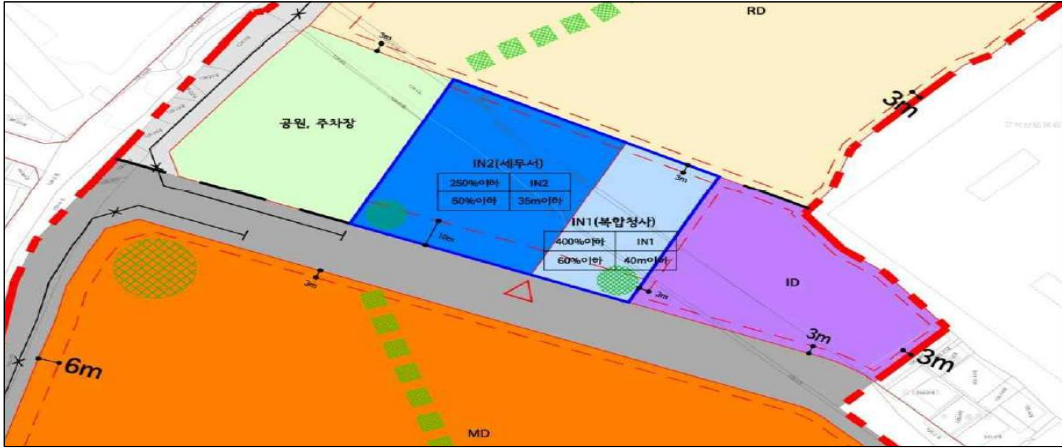 RD
3m
3m
공원, 주차장
IN2(세무서)
250%이하 IN2
50%이하 35m이하
3m
IN1(복합청사)
400%이하 IN1
60%이하 40m이하
10m
3m
3m
ID
3m
3m
6m
MD